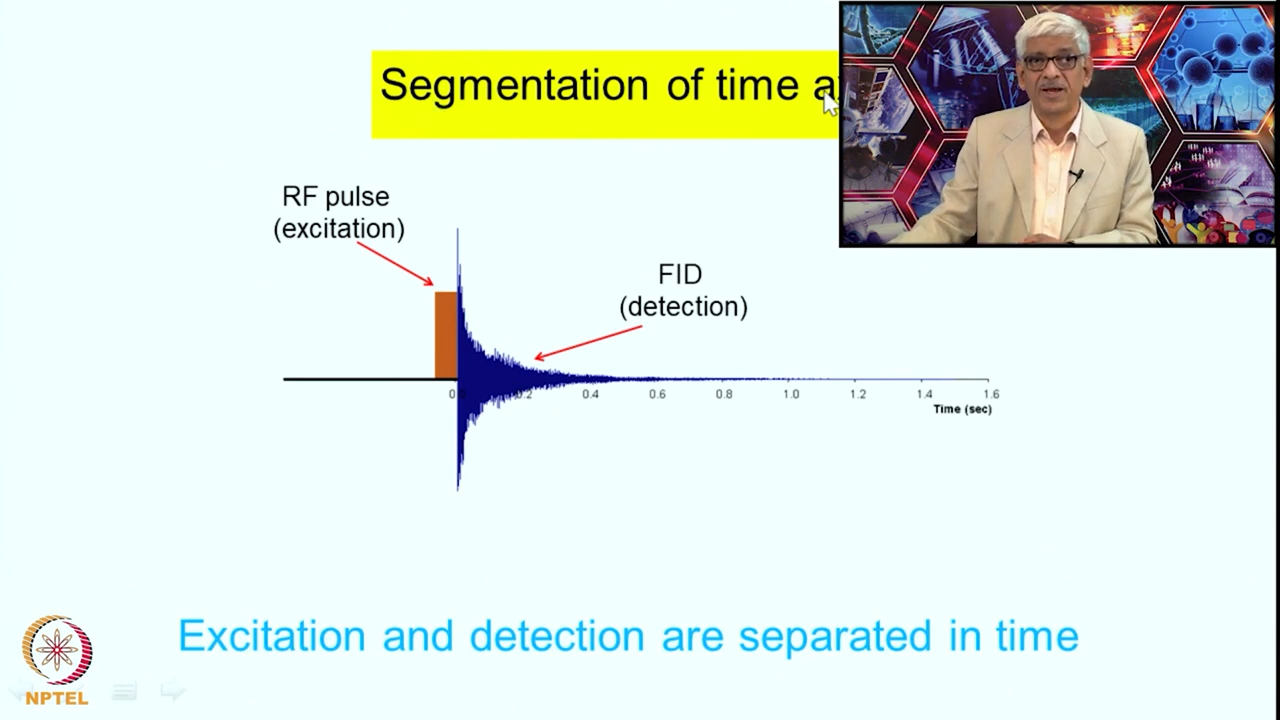 Segmentation of time a
RF pulse
(excitation)
FID
(detection)
0.2 0.4 0.6 0.8 1.0 1.2 1.4 1.6
Time (sec)
Excitation and detection are separated in time
NPTEL